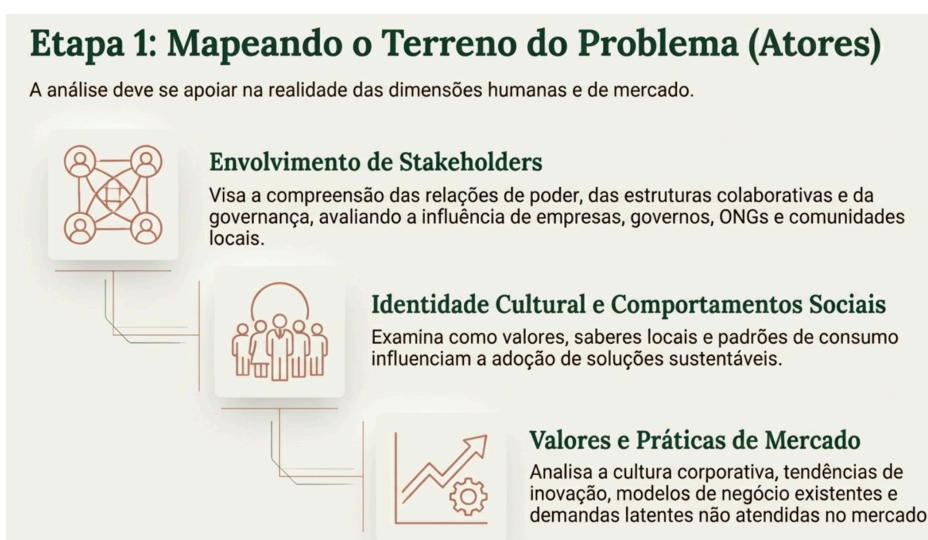 Etapa 1: Mapeando o Terreno do Problema (Atores)
A análise deve se apoiar na realidade das dimensões humanas e de mercado.
Envolvimento de Stakeholders
Visa a compreensão das relações de poder, das estruturas colaborativas e da
governança, avaliando a influência de empresas, governos, ONGs e comunidades
locais.
Identidade Cultural e Comportamentos Sociais
Examina como valores, saberes locais e padrões de consumo
influenciam a adoção de soluções sustentáveis.
Valores e Práticas de Mercado
Analisa a cultura corporativa, tendências de
inovação, modelos de negócio existentes e
demandas latentes não atendidas no mercado